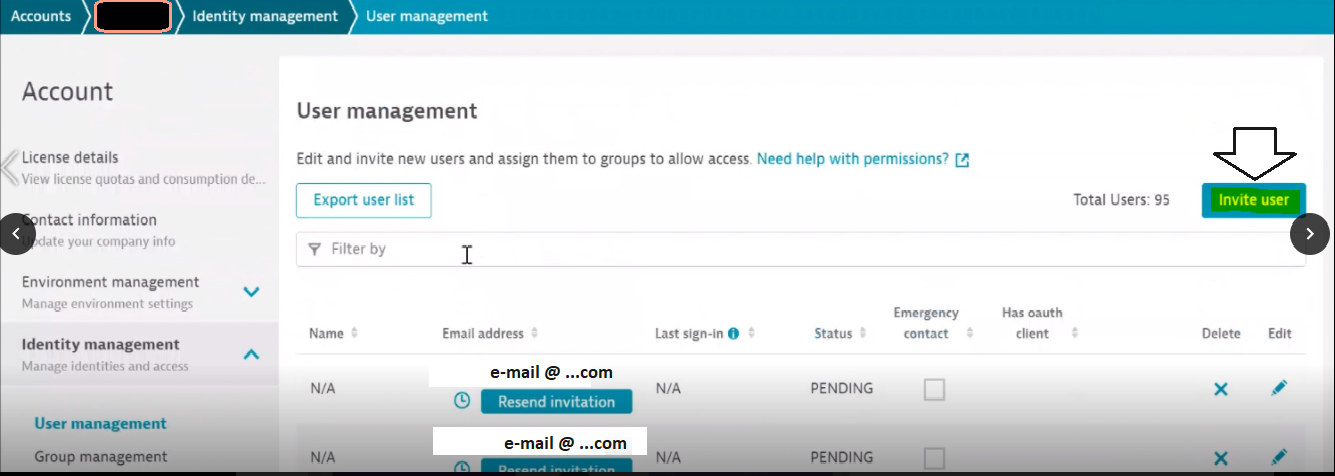 Accounts
Identity management
User management
Account
License details
View license quotas and consumption de...
Contact information
Update your company info
Environment management
Manage environment settings
Identity management
Manage identities and access
User management
Group management
User management
Edit and invite new users and assign them to groups to allow access. Need help with permissions?
Export user list
Total Users: 95
Invite user
Filter by
Name
Email address
Last sign-in
Status
Emergency contact
Has oauth client
Delete
Edit
N/A
e-mail @ ...com
Resend invitation
N/A
PENDING
N/A
e-mail @ ...com
Resend invitation
N/A
PENDING